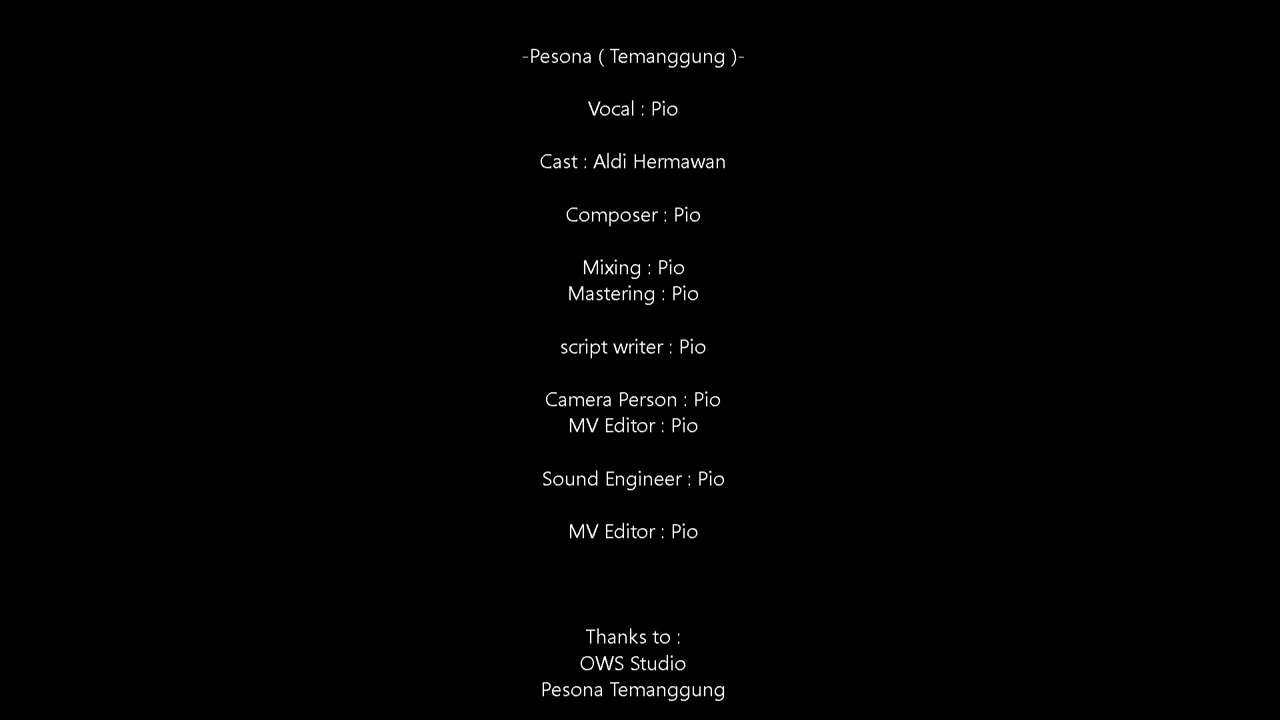 -Pesona ( Temanggung )-
Vocal : Pio
Cast : Aldi Hermawan
Composer : Pio
Mixing : Pio
Mastering : Pio
script writer : Pio
Camera Person : Pio
MV Editor : Pio
Sound Engineer : Pio
MV Editor : Pio
Thanks to :
OWS Studio
Pesona Temanggung